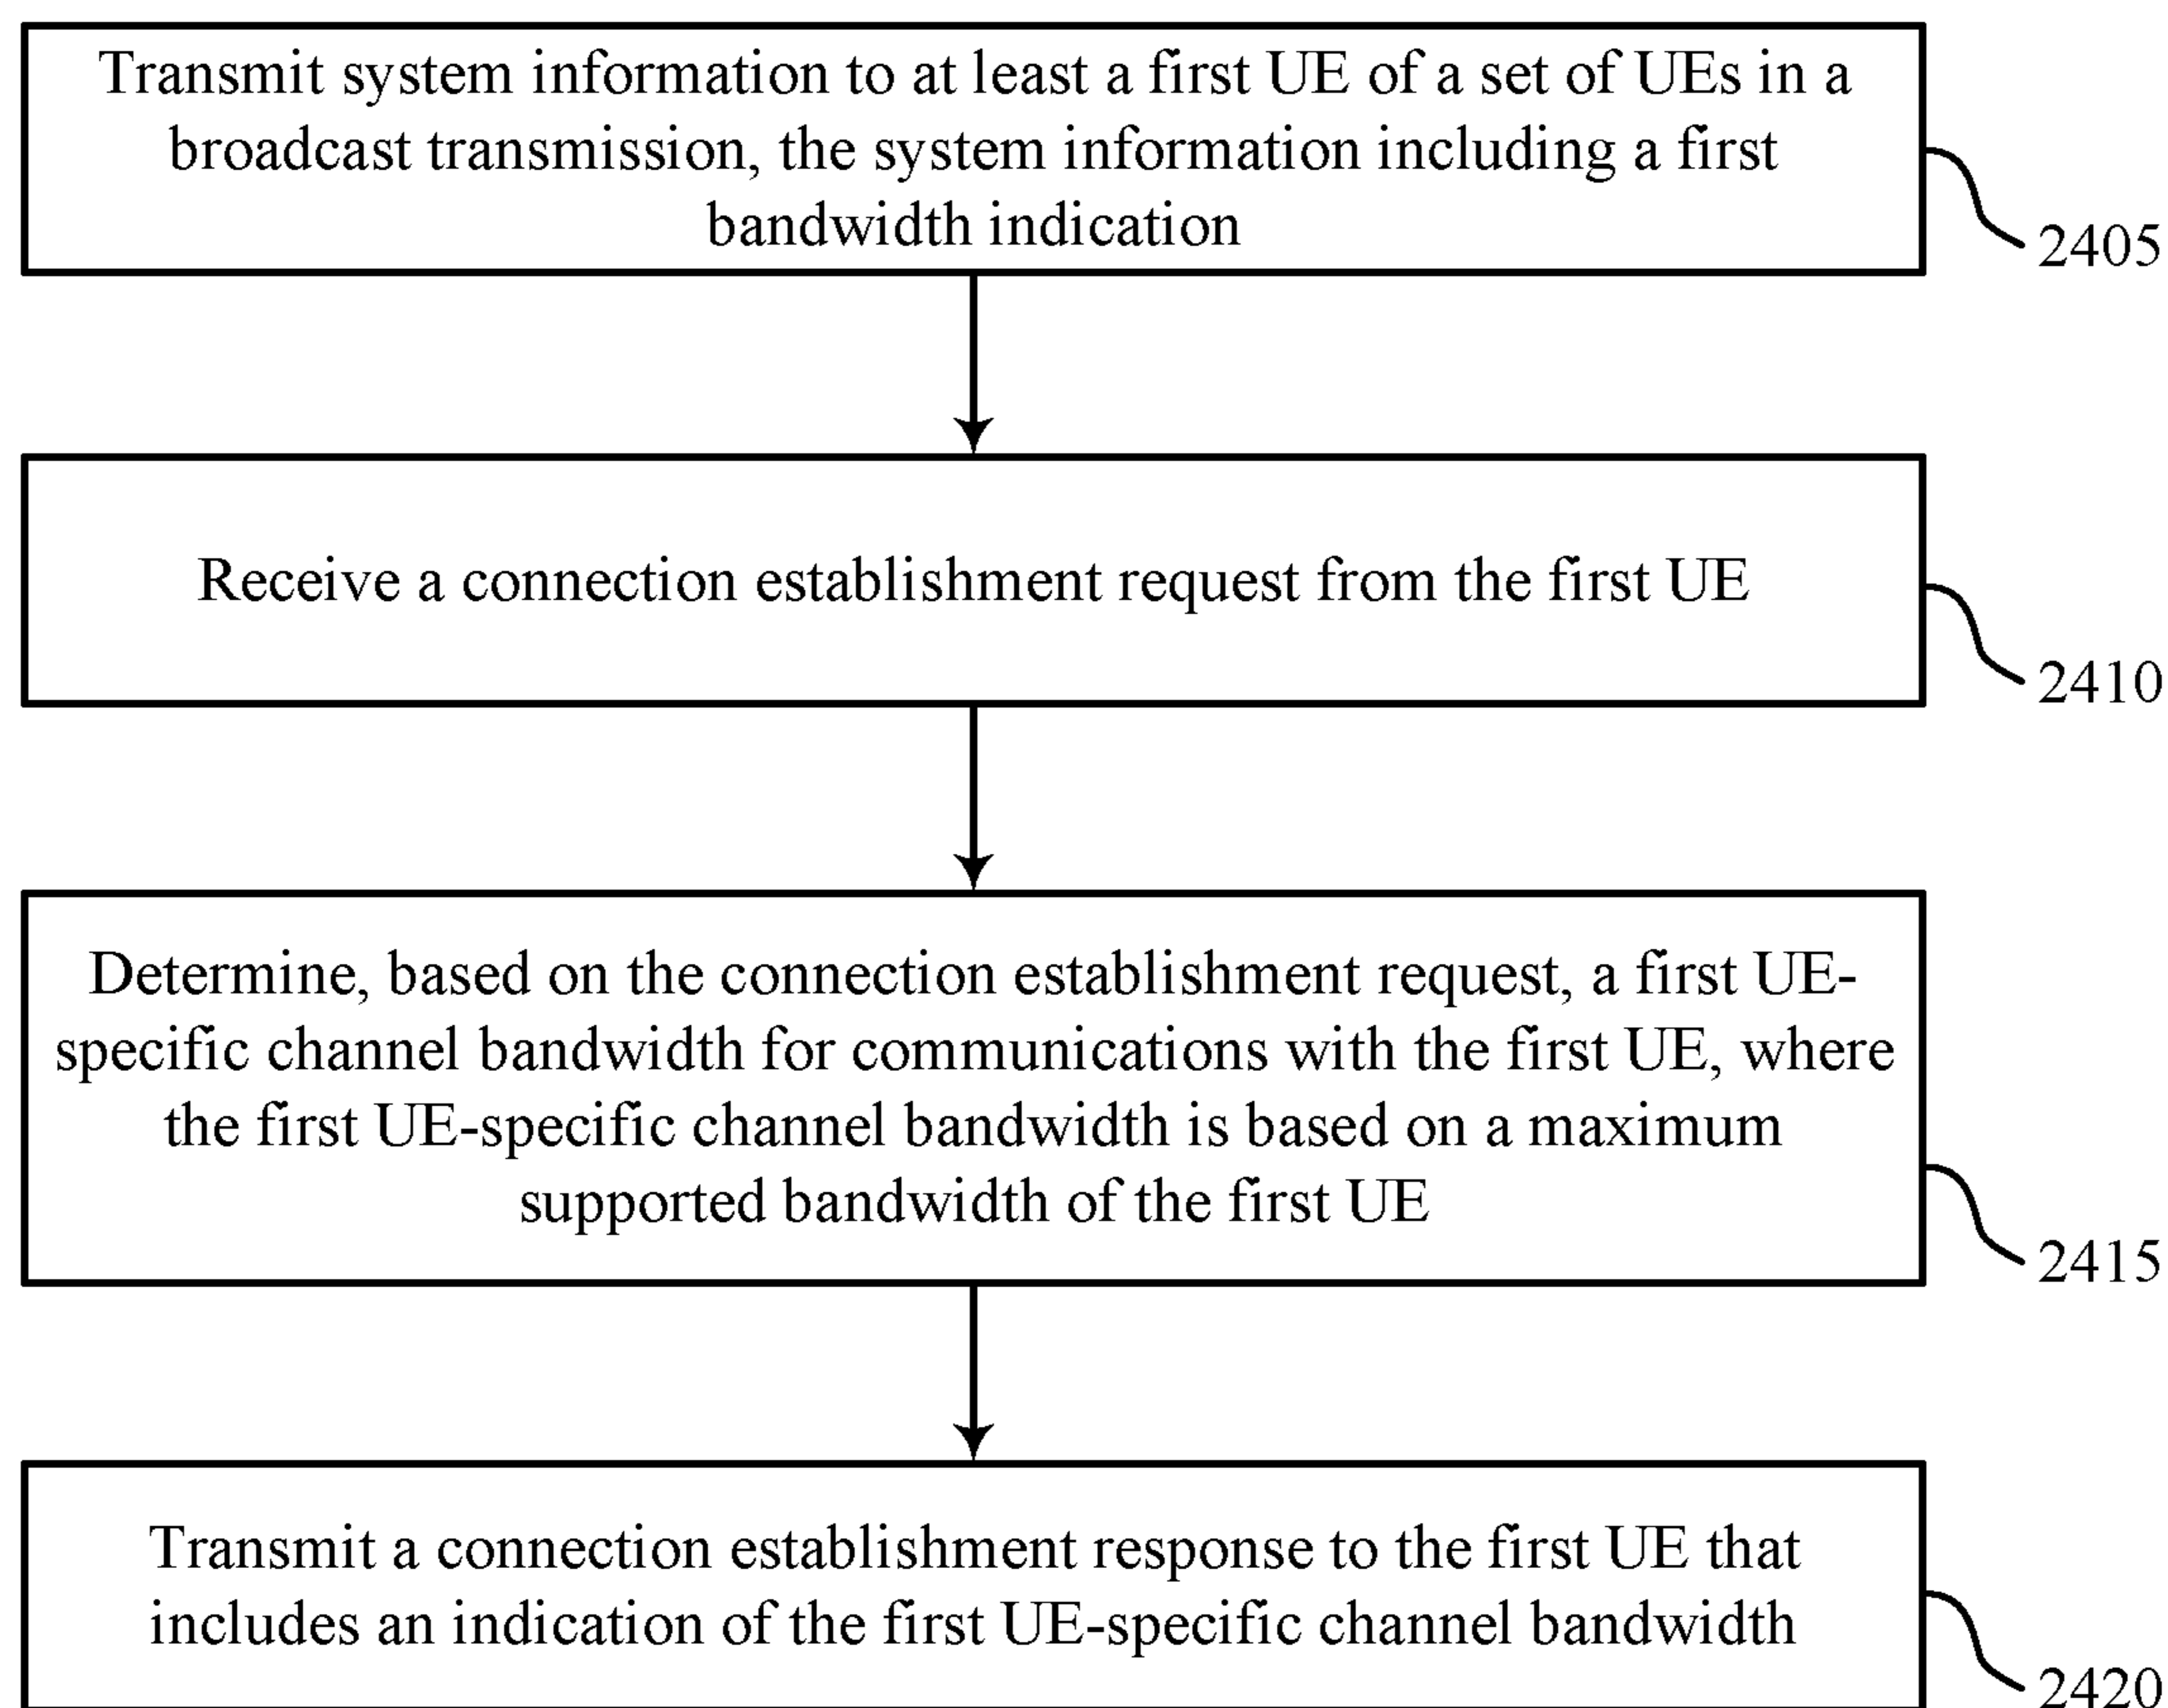 Transmit system information to at least a first UE of a set of UEs in a
broadcast transmission, the system information including a first
bandwidth indication
2405
Receive a connection establishment request from the first UE
2410
Determine, based on the connection establishment request, a first UE-
specific channel bandwidth for communications with the first UE, where
the first UE-specific channel bandwidth is based on a maximum
supported bandwidth of the first UE
2415
Transmit a connection establishment response to the first UE that
includes an indication of the first UE-specific channel bandwidth
2420